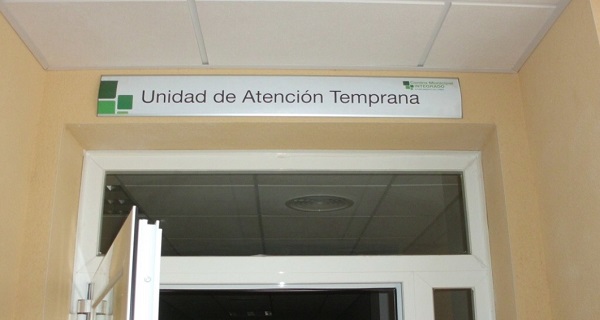 Unidad de Atención Temprana